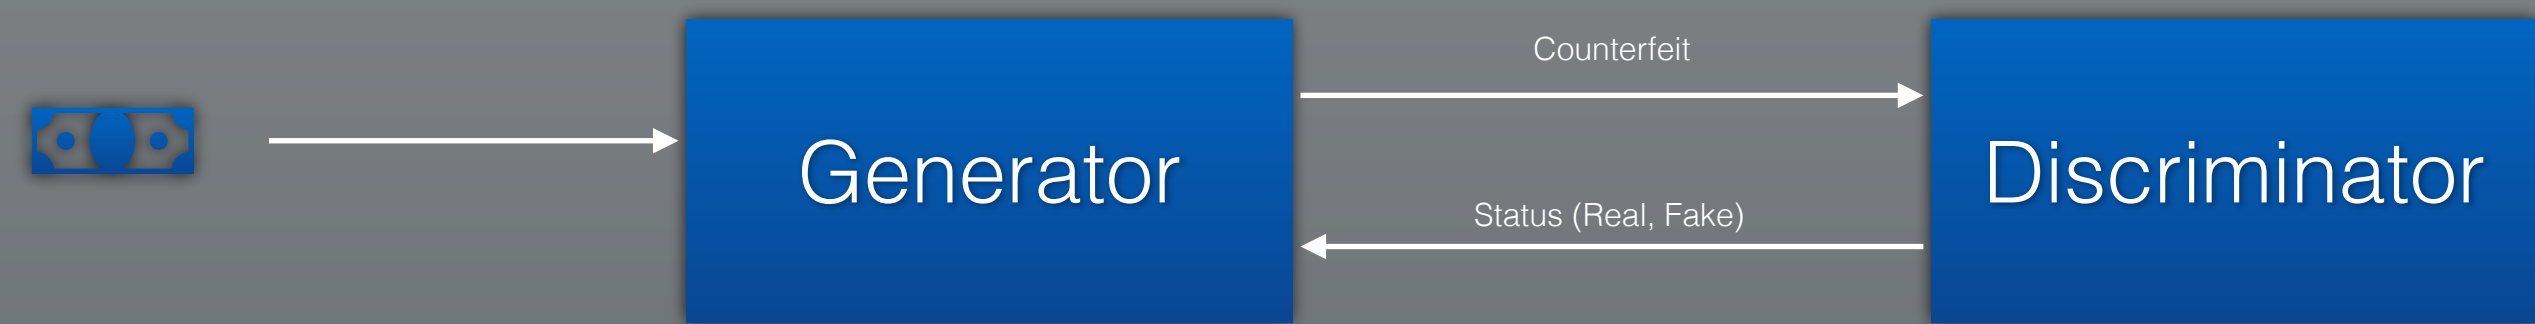 Counterfeit
Generator
Discriminator
Status (Real, Fake)